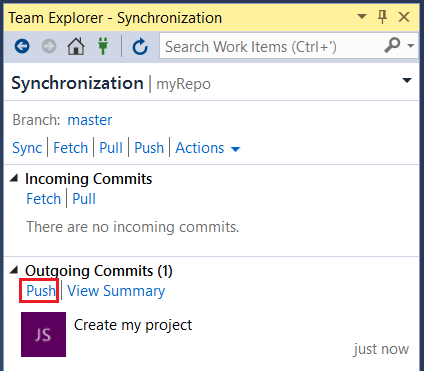 Team Explorer - Synchronization
Search Work Items (Ctrl+')
Synchronization | myRepo
Branch: master
Sync | Fetch | Pull | Push | Actions
Incoming Commits
Fetch | Pull
There are no incoming commits.
Outgoing Commits (1)
Push | View Summary
JS
Create my project
just now